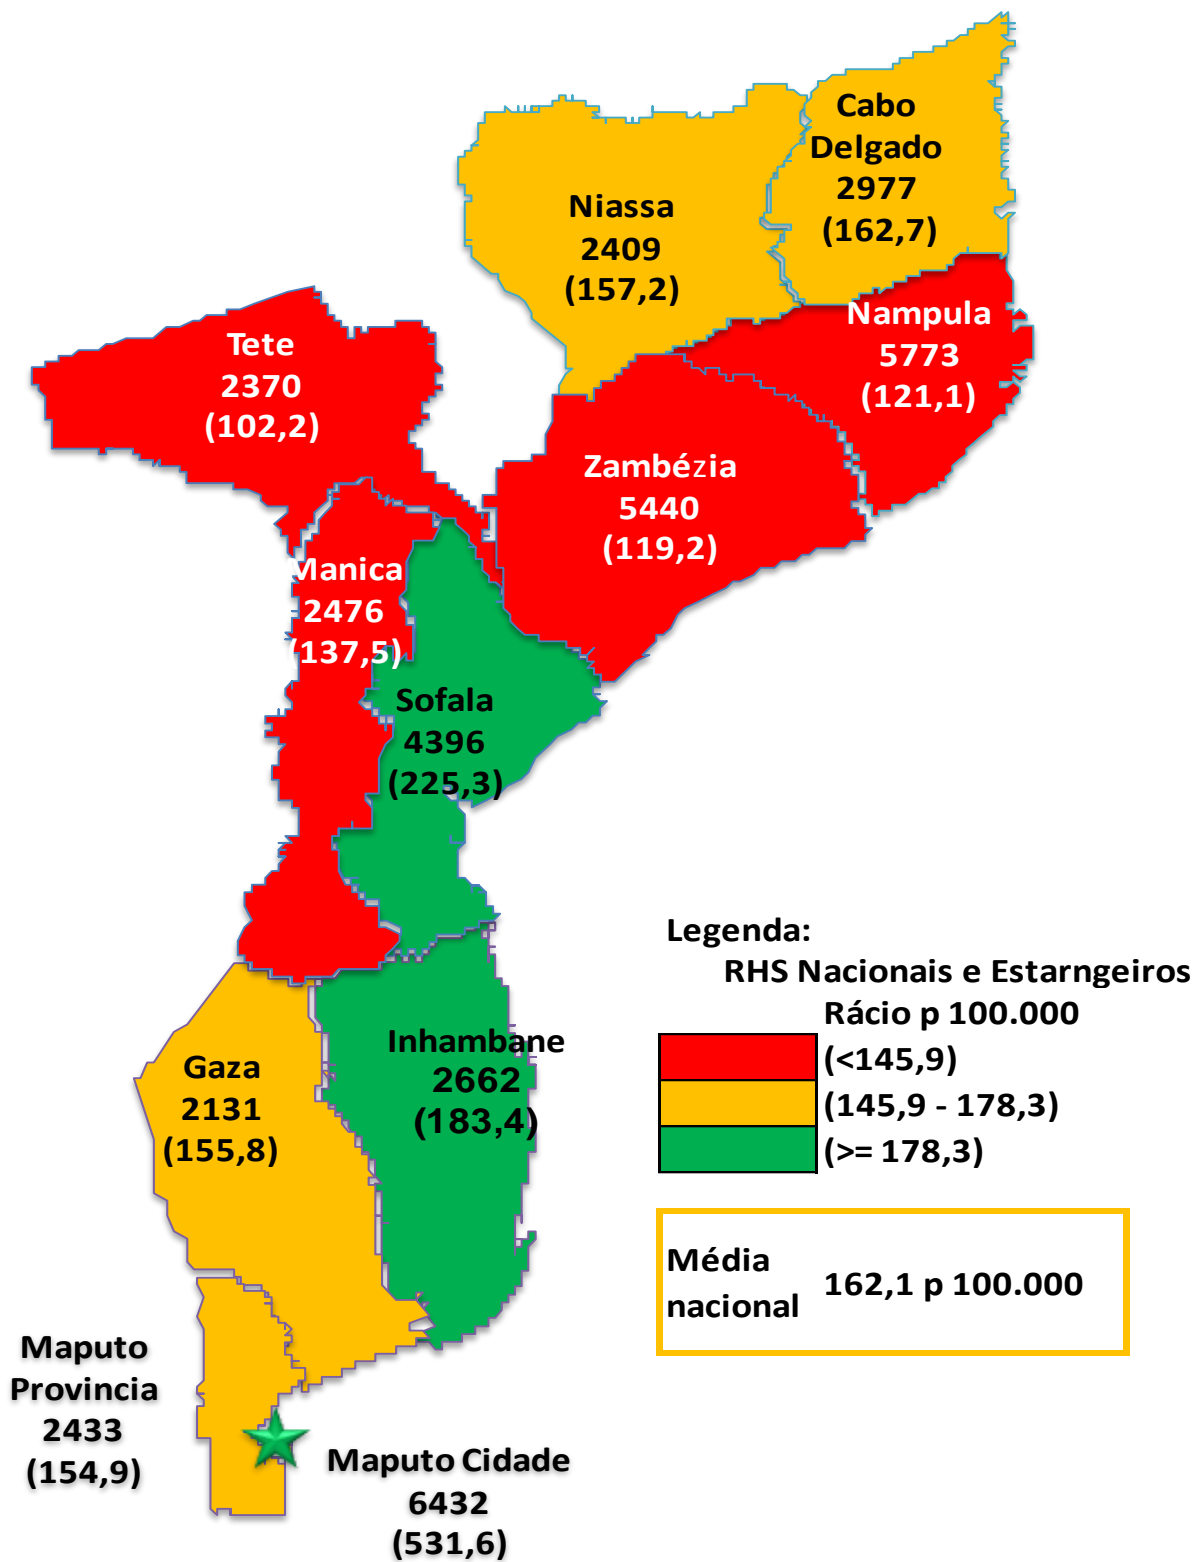 Cabo
Delgado
2977
(162,7)
Niassa
2409
(157,2)
Nampula
5773
(121,1)
Tete
2370
(102,2)
Zambézia
5440
(119,2)
Manica
2476
(137,5)
Sofala
4396
(225,3)
Legenda:
RHS Nacionais e Estarngeiros
Rácio p 100.000
(<145,9)
(145,9 - 178,3)
(>= 178,3)
Inhambane
2662
(183,4)
Gaza
2131
(155,8)
Média
nacional
162,1 p 100.000
Maputo
Provincia
2433
(154,9)
Maputo Cidade
6432
(531,6)